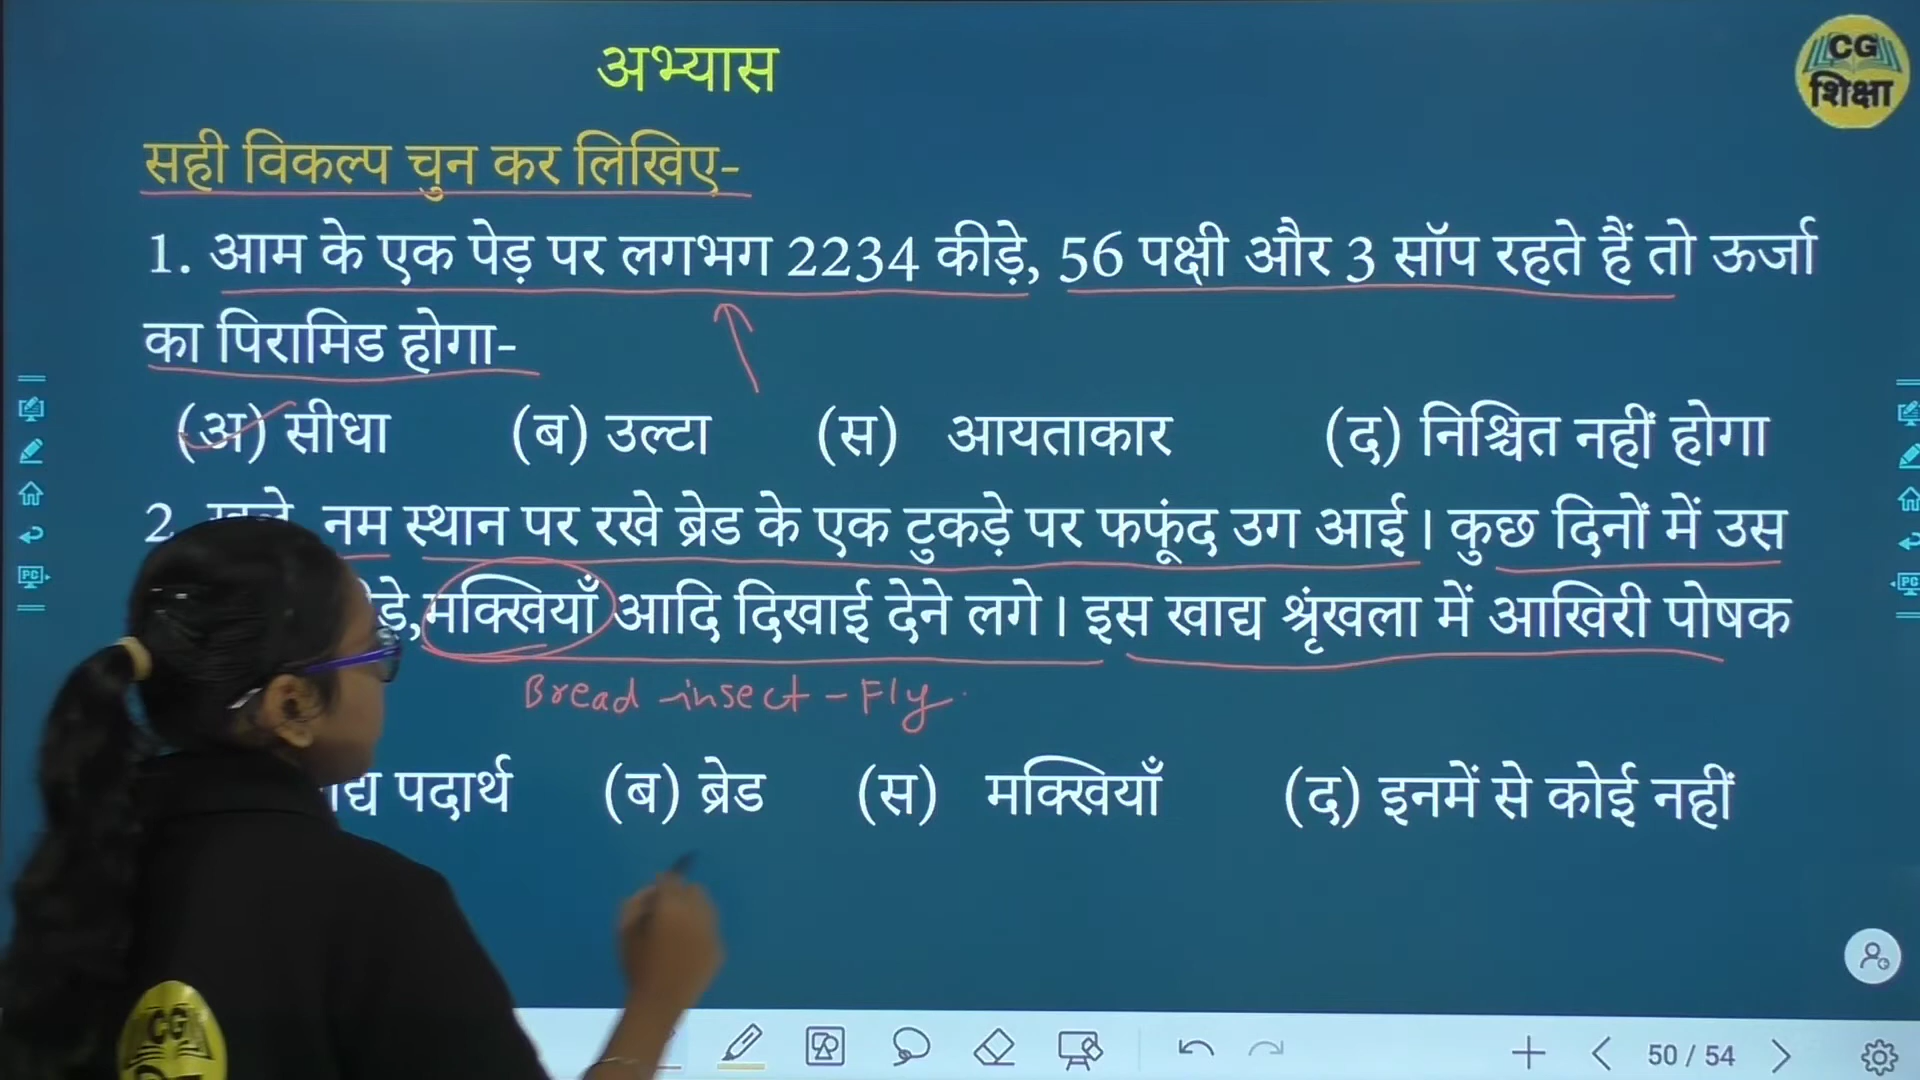 अभ्यास
CG
शिक्षा
सही विकल्प चुन कर लिखिए-
1. आम के एक पेड़ पर लगभग 2234 कीड़े, 56 पक्षी और 3 सॉप रहते हैं तो ऊर्जा
का पिरामिड होगा-
(अ) सीधा (ब) उल्टा (स) आयताकार (द) निश्चित नहीं होगा
2. नम स्थान पर रखे ब्रेड के एक टुकड़े पर फफूंद उग आई। कुछ दिनों में उस
मक्खियाँ आदि दिखाई देने लगे। इस खाद्य श्रृंखला में आखिरी पोषक
Bread insect - Fly
पदार्थ (ब) ब्रेड (स) मक्खियाँ (द) इनमें से कोई नहीं
CG
50 / 54